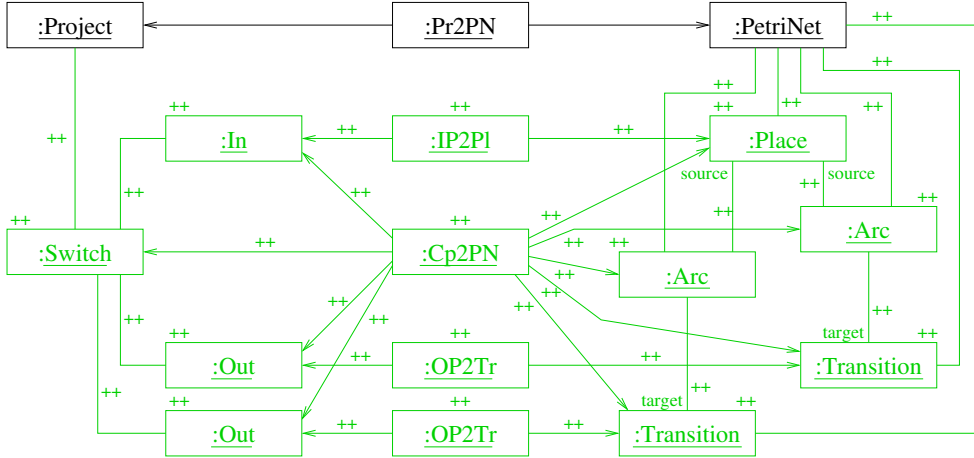 :Project :Pr2PN :PetriNet ++
++ ++ ++ ++
++ ++ ++ ++ ++ ++
++ :In ++ :IP2Pl ++ :Place
source source
++ ++ ++ ++
++ ++ ++ ++ ++
:Switch ++ :Cp2PN ++ ++ :Arc
:Arc
++ ++ ++ ++ ++
++ ++ ++ target ++
:Out ++ :OP2Tr ++ :Transition
++ ++ ++ target ++ ++
:Out ++ :OP2Tr ++ :Transition